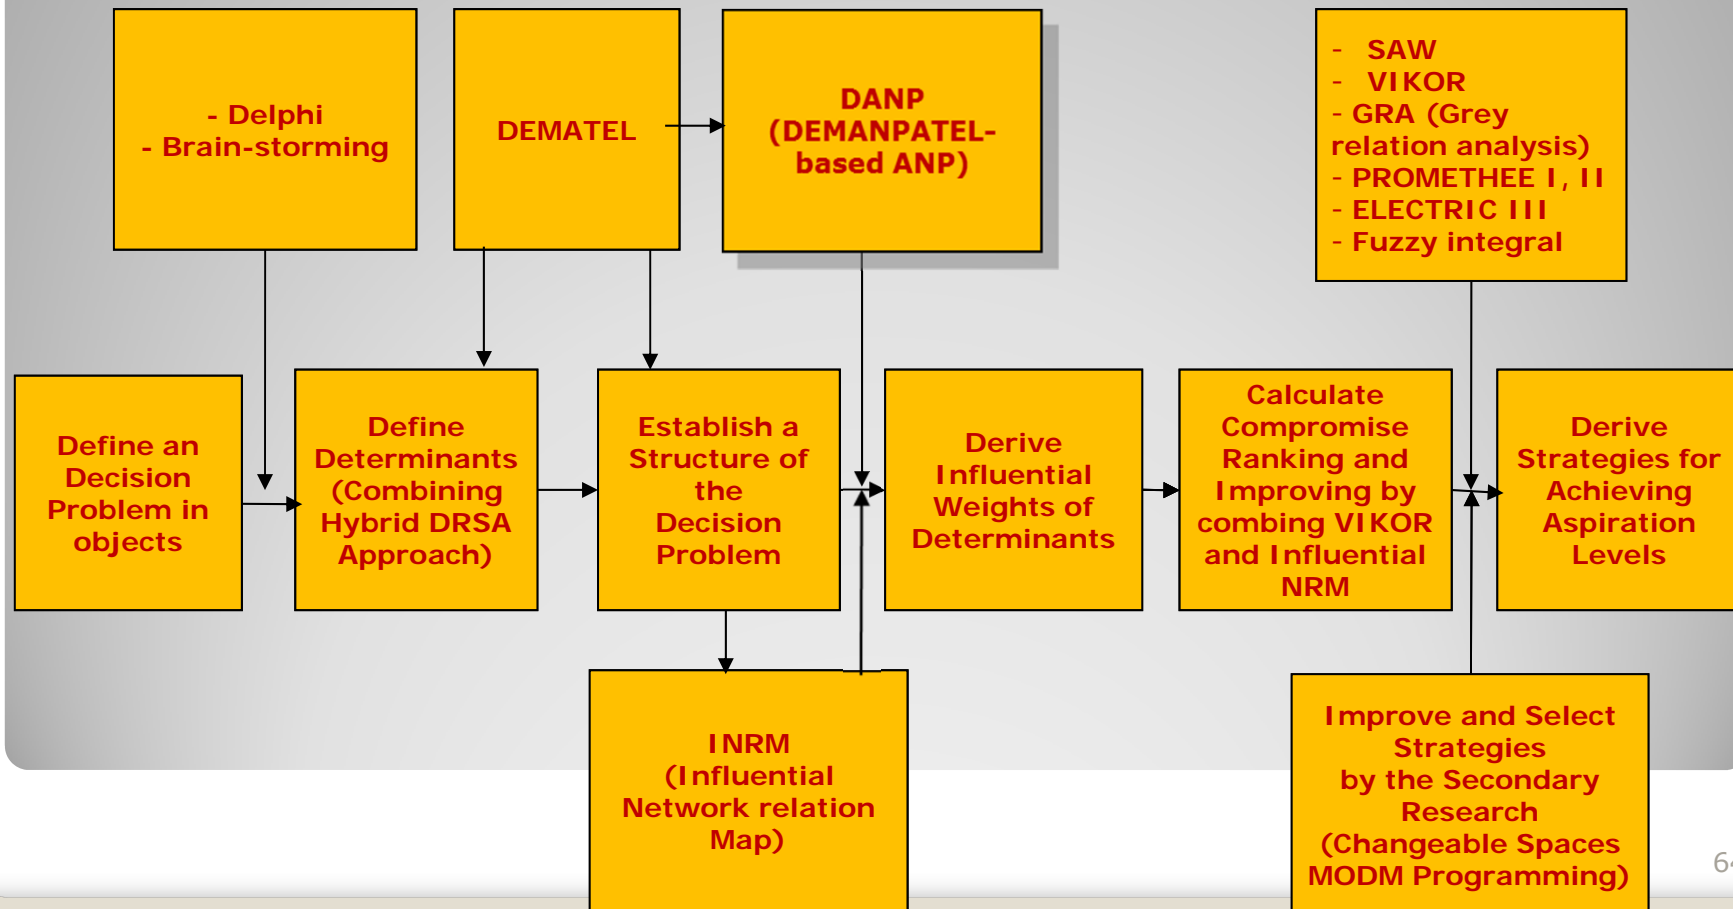 - Delphi
- Brain-storming
DEMATEL
DANP
(DEMANPATEL-
based ANP)
- SAW
- VIKOR
- GRA (Grey
relation analysis)
- PROMETHEE I, II
- ELECTRIC III
- Fuzzy integral
Define an
Decision
Problem in
objects
Define
Determinants
(Combining
Hybrid DRSA
Approach)
Establish a
Structure of
the
Decision
Problem
Derive
Influential
Weights of
Determinants
Calculate
Compromise
Ranking and
Improving by
combing VIKOR
and Influential
NRM
Derive
Strategies for
Achieving
Aspiration
Levels
INRM
(Influential
Network relation
Map)
Improve and Select
Strategies
by the Secondary
Research
(Changeable Spaces
MODM Programming)